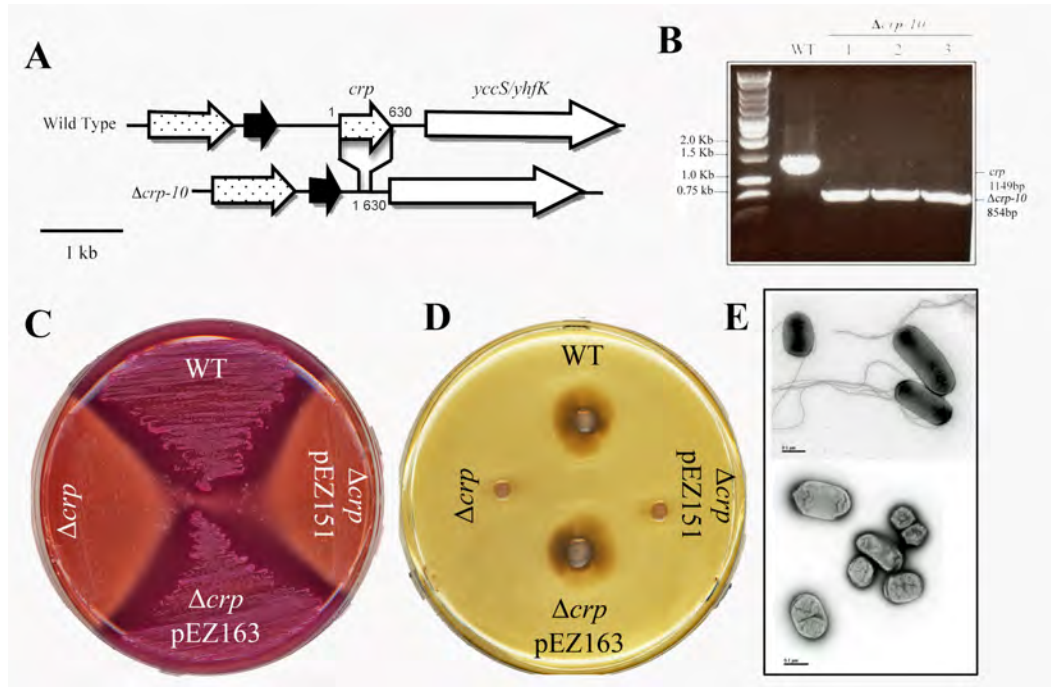 A
crp
yccS/yhfK
1
630
Wild Type
Δcrp-10
1 630
1 kb
B
Δcrp-10
WT 1 2 3
2.0 Kb
1.5 Kb
1.0 Kb
0.75 kb
crp
1149bp
Δcrp-10
854bp
C
WT
Δcrp
Δcrp
pEZ151
Δcrp
pEZ163
D
WT
Δcrp
Δcrp
pEZ151
Δcrp
pEZ163
E